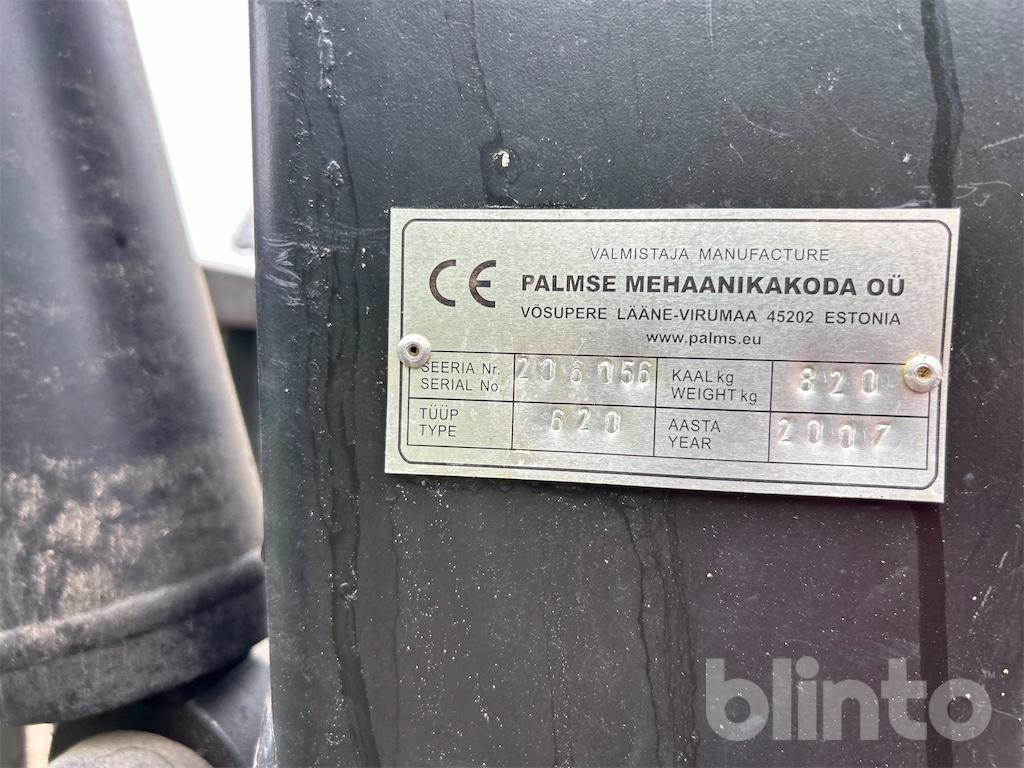 VALMISTAJA MANUFACTURE
CE PALMSE MEHAANIKAKODA OÜ
VÕSUPERE LÄÄNE-VIRUMAA 45202 ESTONIA
www.palms.eu
SEERIA Nr. 206056 KAAL kg 820
SERIAL No. WEIGHT kg
TÜÜP 620 AASTA 2007
TYPE YEAR
blinto™